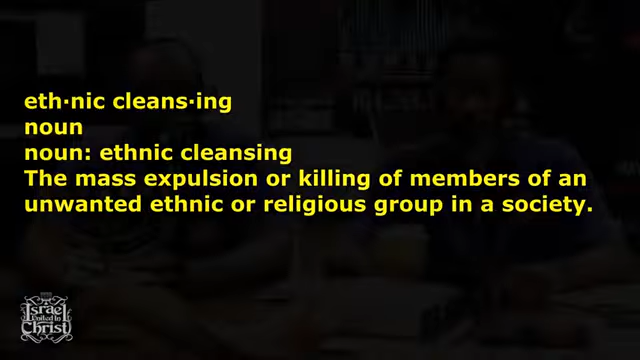 eth·nic cleans·ing
noun
noun: ethnic cleansing
The mass expulsion or killing of members of an
unwanted ethnic or religious group in a society.
Israel
United In
Christ